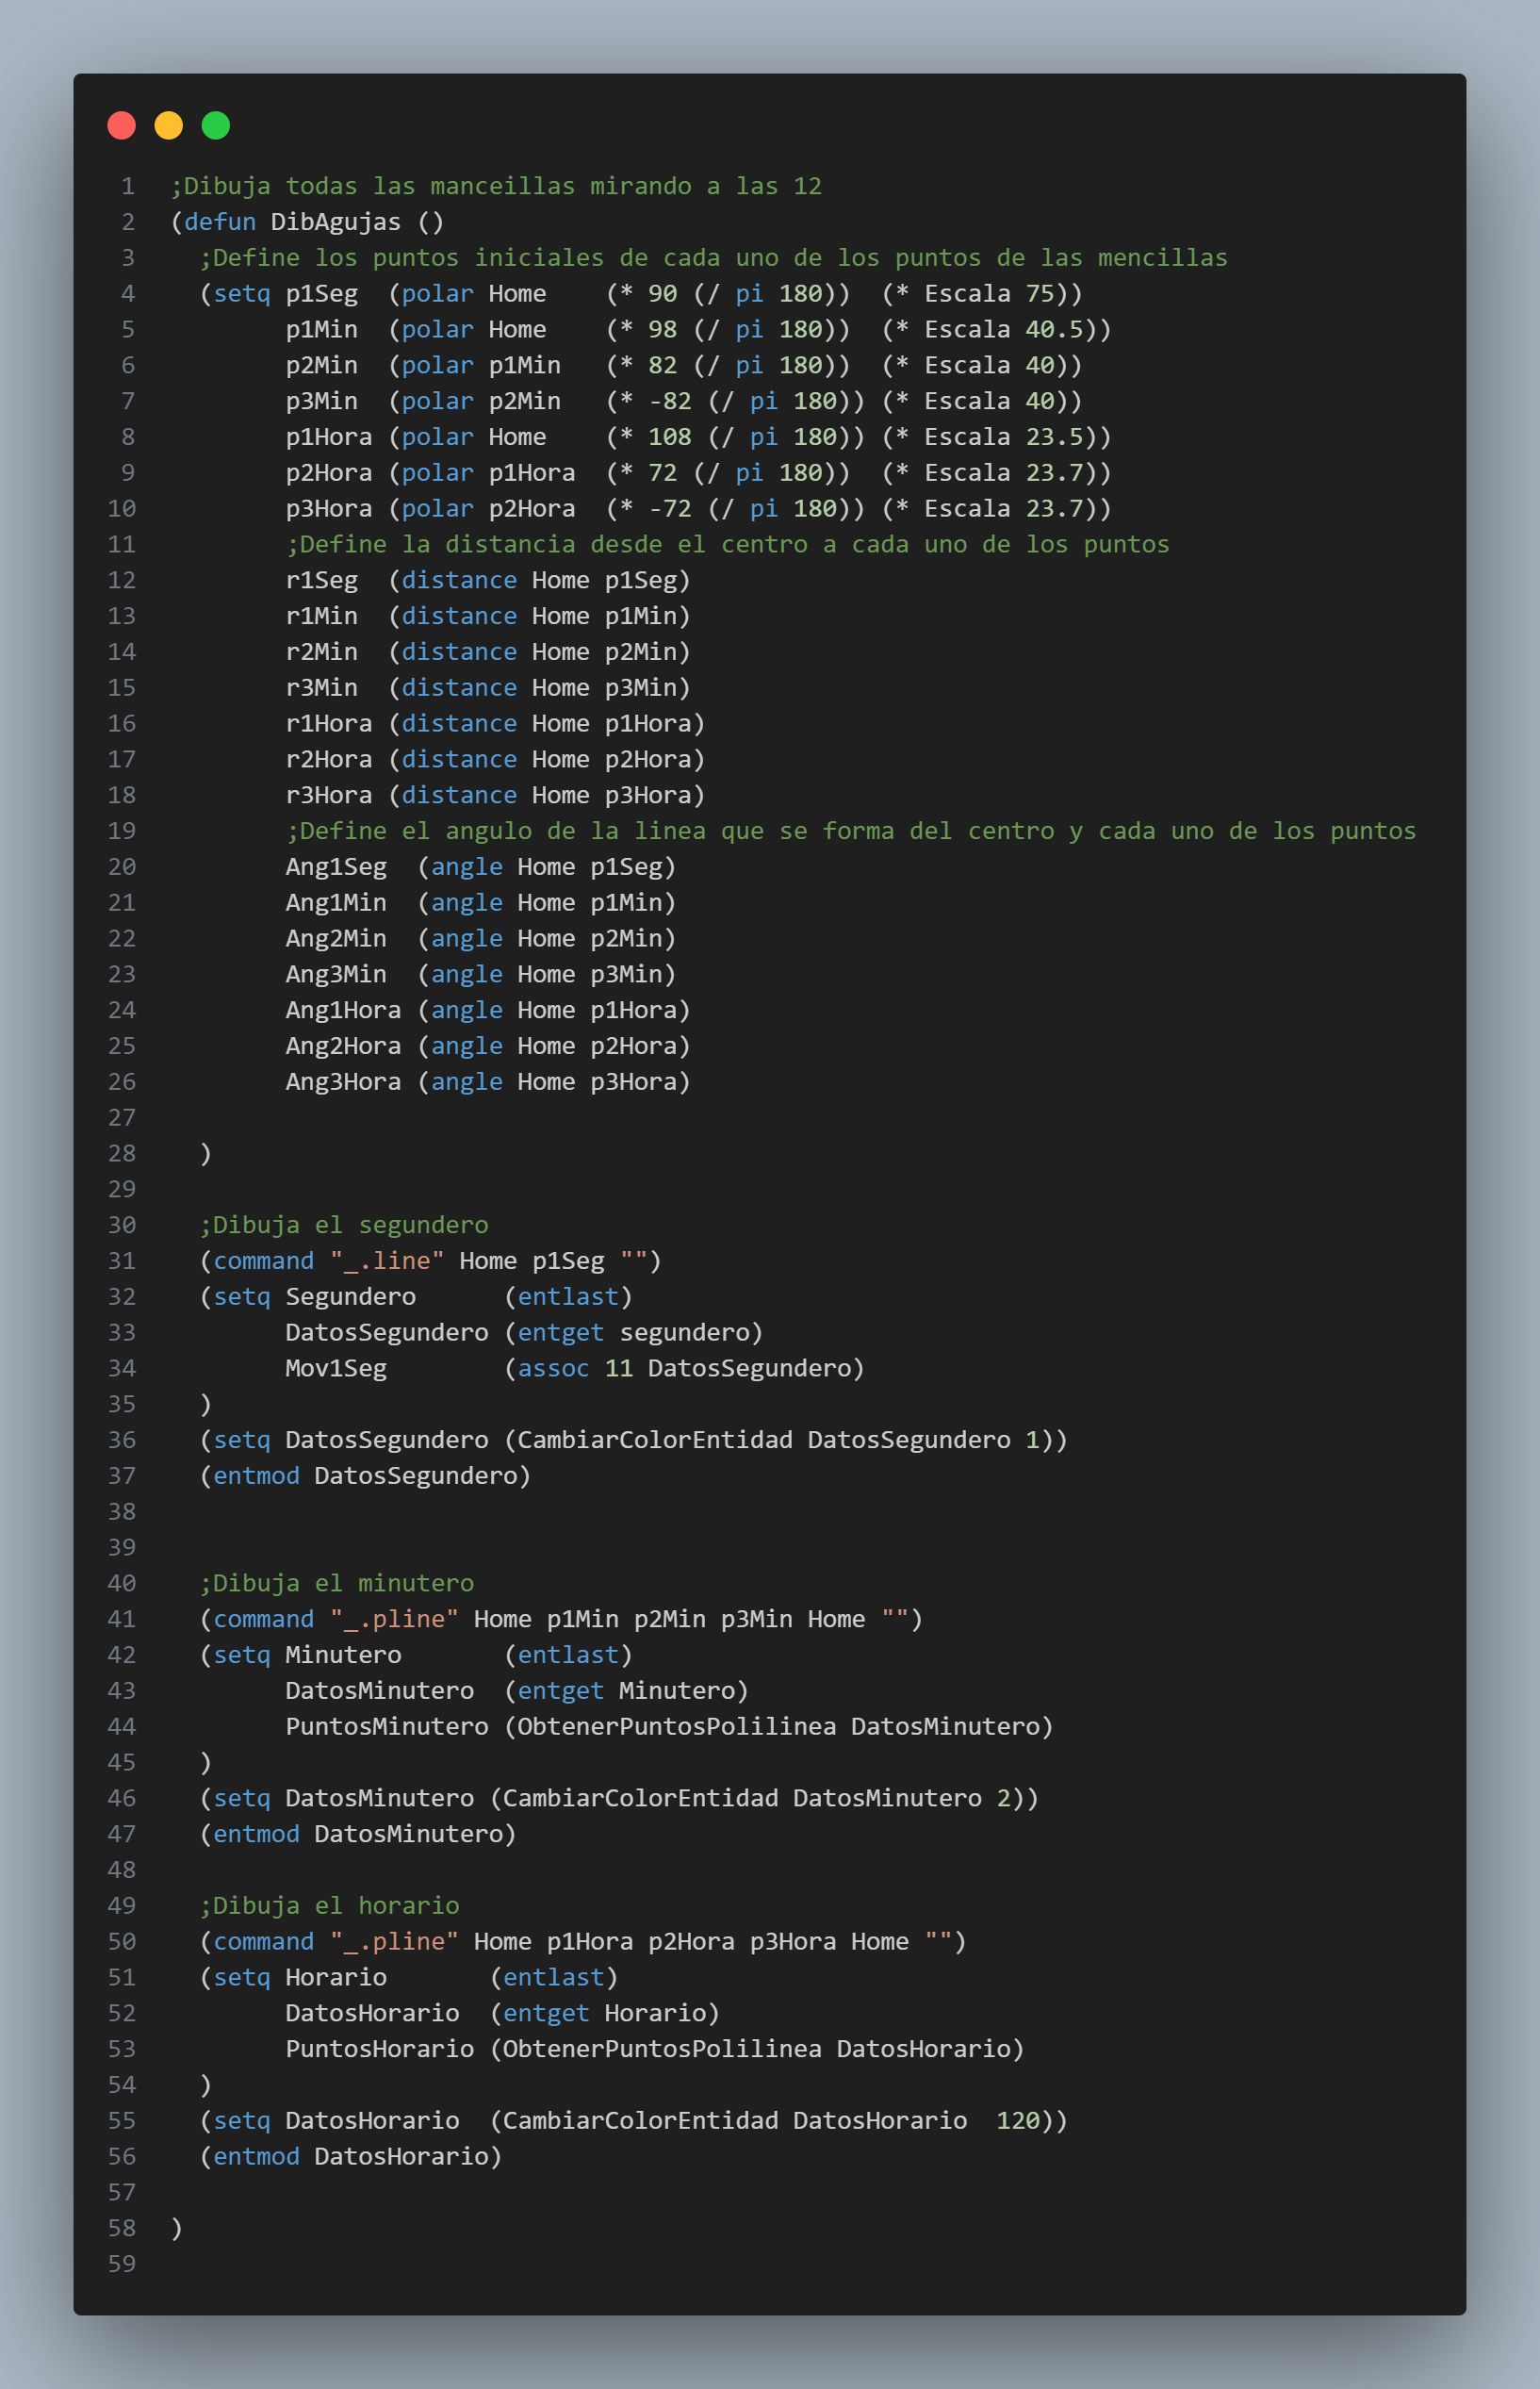 1 ;Dibuja todas las manceillas mirando a las 12
2 (defun DibAgujas ()
3   ;Define los puntos iniciales de cada uno de los puntos de las mencillas
4   (setq p1Seg  (polar Home    (* 90 (/ pi 180))  (* Escala 75))
5         p1Min  (polar Home    (* 98 (/ pi 180))  (* Escala 40.5))
6         p2Min  (polar p1Min   (* 82 (/ pi 180))  (* Escala 40))
7         p3Min  (polar p2Min   (* -82 (/ pi 180)) (* Escala 40))
8         p1Hora (polar Home    (* 108 (/ pi 180)) (* Escala 23.5))
9         p2Hora (polar p1Hora  (* 72 (/ pi 180))  (* Escala 23.7))
10         p3Hora (polar p2Hora  (* -72 (/ pi 180)) (* Escala 23.7))
11         ;Define la distancia desde el centro a cada uno de los puntos
12         r1Seg  (distance Home p1Seg)
13         r1Min  (distance Home p1Min)
14         r2Min  (distance Home p2Min)
15         r3Min  (distance Home p3Min)
16         r1Hora (distance Home p1Hora)
17         r2Hora (distance Home p2Hora)
18         r3Hora (distance Home p3Hora)
19         ;Define el angulo de la linea que se forma del centro y cada uno de los puntos
20         Ang1Seg  (angle Home p1Seg)
21         Ang1Min  (angle Home p1Min)
22         Ang2Min  (angle Home p2Min)
23         Ang3Min  (angle Home p3Min)
24         Ang1Hora (angle Home p1Hora)
25         Ang2Hora (angle Home p2Hora)
26         Ang3Hora (angle Home p3Hora)
27
28   )
29
30   ;Dibuja el segundero
31   (command "_.line" Home p1Seg "")
32   (setq Segundero      (entlast)
33         DatosSegundero (entget segundero)
34         Mov1Seg        (assoc 11 DatosSegundero)
35   )
36   (setq DatosSegundero (CambiarColorEntidad DatosSegundero 1))
37   (entmod DatosSegundero)
38
39
40   ;Dibuja el minutero
41   (command "_.pline" Home p1Min p2Min p3Min Home "")
42   (setq Minutero       (entlast)
43         DatosMinutero  (entget Minutero)
44         PuntosMinutero (ObtenerPuntosPolilinea DatosMinutero)
45   )
46   (setq DatosMinutero (CambiarColorEntidad DatosMinutero 2))
47   (entmod DatosMinutero)
48
49   ;Dibuja el horario
50   (command "_.pline" Home p1Hora p2Hora p3Hora Home "")
51   (setq Horario       (entlast)
52         DatosHorario  (entget Horario)
53         PuntosHorario (ObtenerPuntosPolilinea DatosHorario)
54   )
55   (setq DatosHorario  (CambiarColorEntidad DatosHorario  120))
56   (entmod DatosHorario)
57
58 )
59